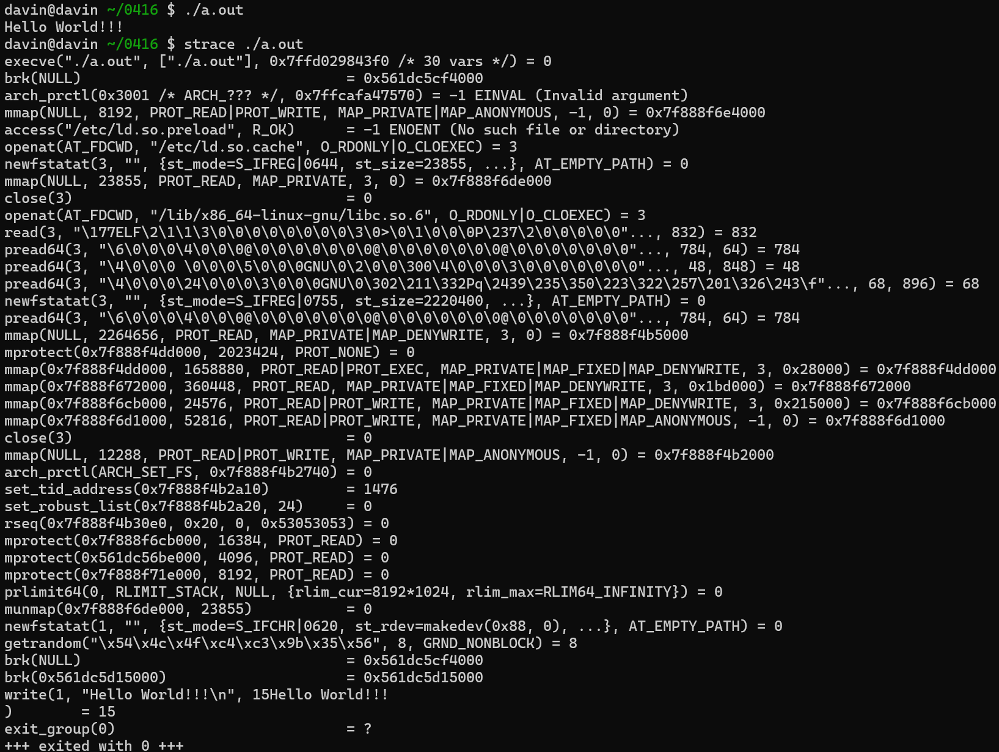 davin@davin ~/0416 $ ./a.out
Hello World!!!
davin@davin ~/0416 $ strace ./a.out
execve("./a.out", ["./a.out"], 0x7ffd029843f0 /* 30 vars */) = 0
brk(NULL)                               = 0x561dc5cf4000
arch_prctl(0x3001 /* ARCH_??? */, 0x7ffcafa47570) = -1 EINVAL (Invalid argument)
mmap(NULL, 8192, PROT_READ|PROT_WRITE, MAP_PRIVATE|MAP_ANONYMOUS, -1, 0) = 0x7f888f6e4000
access("/etc/ld.so.preload", R_OK)      = -1 ENOENT (No such file or directory)
openat(AT_FDCWD, "/etc/ld.so.cache", O_RDONLY|O_CLOEXEC) = 3
newfstatat(3, "", {st_mode=S_IFREG|0644, st_size=23855, ...}, AT_EMPTY_PATH) = 0
mmap(NULL, 23855, PROT_READ, MAP_PRIVATE, 3, 0) = 0x7f888f6de000
close(3)                                = 0
openat(AT_FDCWD, "/lib/x86_64-linux-gnu/libc.so.6", O_RDONLY|O_CLOEXEC) = 3
read(3, "\177ELF\2\1\1\3\0\0\0\0\0\0\0\0\3\0>\0\1\0\0\0P\237\2\0\0\0\0\0"..., 832) = 832
pread64(3, "\6\0\0\0\4\0\0\0@\0\0\0\0\0\0\0@\0\0\0\0\0\0\0@\0\0\0\0\0\0\0"..., 784, 64) = 784
pread64(3, "\4\0\0\0 \0\0\0\5\0\0\0GNU\0\2\0\0\300\4\0\0\0\3\0\0\0\0\0\0\0"..., 48, 848) = 48
pread64(3, "\4\0\0\0\24\0\0\0\3\0\0\0GNU\0\302\211\332Pq\2439\235\350\223\322\257\201\326\243\f"..., 68, 896) = 68
newfstatat(3, "", {st_mode=S_IFREG|0755, st_size=2220400, ...}, AT_EMPTY_PATH) = 0
pread64(3, "\6\0\0\0\4\0\0\0@\0\0\0\0\0\0\0@\0\0\0\0\0\0\0@\0\0\0\0\0\0\0"..., 784, 64) = 784
mmap(NULL, 2264656, PROT_READ, MAP_PRIVATE|MAP_DENYWRITE, 3, 0) = 0x7f888f4b5000
mprotect(0x7f888f4dd000, 2023424, PROT_NONE) = 0
mmap(0x7f888f4dd000, 1658880, PROT_READ|PROT_EXEC, MAP_PRIVATE|MAP_FIXED|MAP_DENYWRITE, 3, 0x28000) = 0x7f888f4dd000
mmap(0x7f888f672000, 360448, PROT_READ, MAP_PRIVATE|MAP_FIXED|MAP_DENYWRITE, 3, 0x1bd000) = 0x7f888f672000
mmap(0x7f888f6cb000, 24576, PROT_READ|PROT_WRITE, MAP_PRIVATE|MAP_FIXED|MAP_DENYWRITE, 3, 0x215000) = 0x7f888f6cb000
mmap(0x7f888f6d1000, 52816, PROT_READ|PROT_WRITE, MAP_PRIVATE|MAP_FIXED|MAP_ANONYMOUS, -1, 0) = 0x7f888f6d1000
close(3)                                = 0
mmap(NULL, 12288, PROT_READ|PROT_WRITE, MAP_PRIVATE|MAP_ANONYMOUS, -1, 0) = 0x7f888f4b2000
arch_prctl(ARCH_SET_FS, 0x7f888f4b2740) = 0
set_tid_address(0x7f888f4b2a10)         = 1476
set_robust_list(0x7f888f4b2a20, 24)     = 0
rseq(0x7f888f4b30e0, 0x20, 0, 0x53053053) = 0
mprotect(0x7f888f6cb000, 16384, PROT_READ) = 0
mprotect(0x561dc56be000, 4096, PROT_READ) = 0
mprotect(0x7f888f71e000, 8192, PROT_READ) = 0
prlimit64(0, RLIMIT_STACK, NULL, {rlim_cur=8192*1024, rlim_max=RLIM64_INFINITY}) = 0
munmap(0x7f888f6de000, 23855)           = 0
newfstatat(1, "", {st_mode=S_IFCHR|0620, st_rdev=makedev(0x88, 0), ...}, AT_EMPTY_PATH) = 0
getrandom("\x54\x4c\x4f\xc4\xc3\x9b\x35\x56", 8, GRND_NONBLOCK) = 8
brk(NULL)                               = 0x561dc5cf4000
brk(0x561dc5d15000)                     = 0x561dc5d15000
write(1, "Hello World!!!\n", 15Hello World!!!
)        = 15
exit_group(0)                           = ?
+++ exited with 0 +++